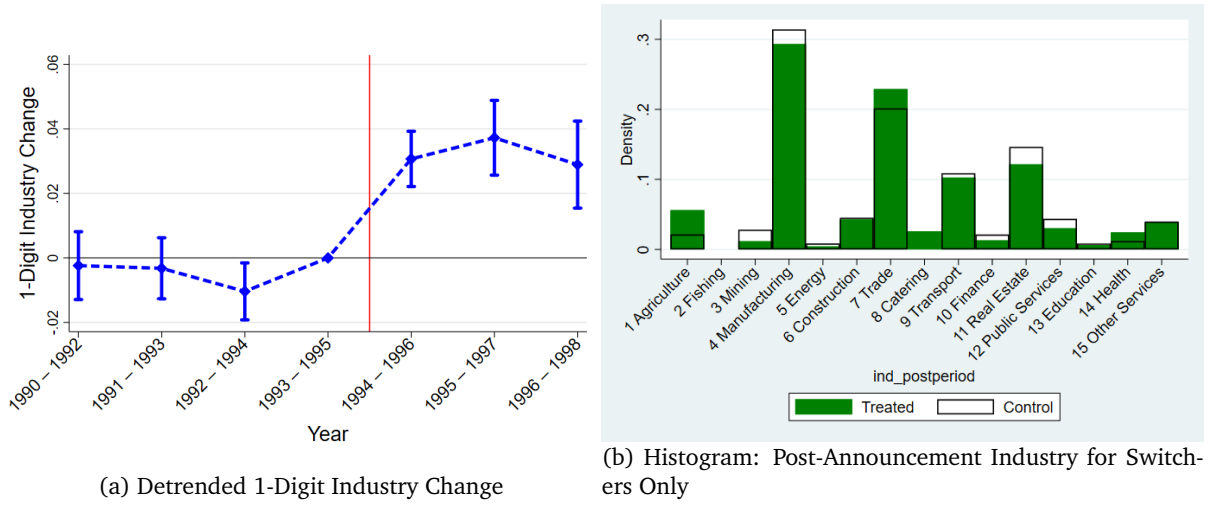 .06
.04
.02
0
-.02
1-Digit Industry Change
1990 – 1992
1991 – 1993
1992 – 1994
1993 – 1995
1994 – 1996
1995 – 1997
1996 – 1998
Year
(a) Detrended 1-Digit Industry Change
.3
.2
.1
0
Density
1 Agriculture
2 Fishing
3 Mining
4 Manufacturing
5 Energy
6 Construction
7 Trade
8 Catering
9 Transport
10 Finance
11 Real Estate
12 Public Services
13 Education
14 Health
15 Other Services
ind_postperiod
Treated Control
(b) Histogram: Post-Announcement Industry for Switch-
ers Only